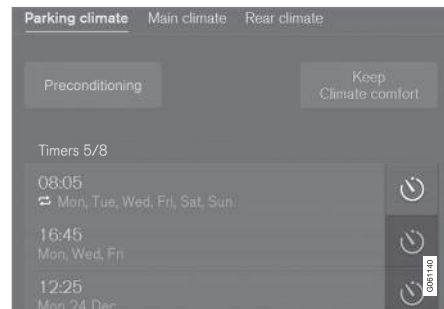 Parking climate Main climate Rear climate
Preconditioning
Keep
Climate comfort
Timers 5/8
08:05
Mon, Tue, Wed, Fri, Sat, Sun
16:45
Mon, Wed, Fri
12:25
Mon 24 Dec
G061140